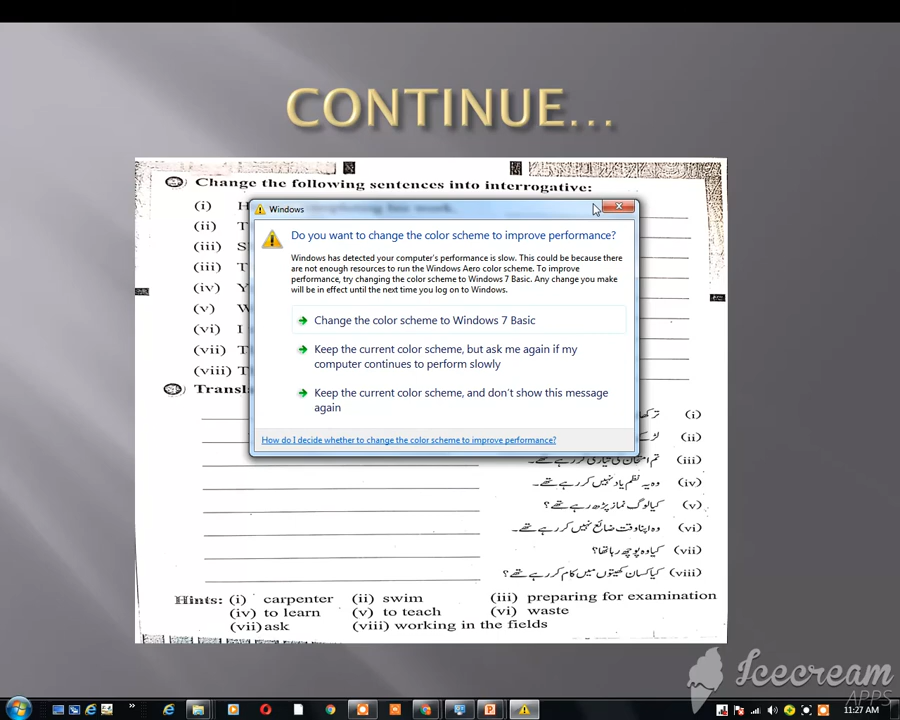 CONTINUE...
Change the following sentences into interrogative:
(i) H
(ii) T
(iii) S
(iii) T
(iv) Y
(v) W
(vi) I
(vii) T
(viii) T
Windows
Do you want to change the color scheme to improve performance?
Windows has detected your computer's performance is slow. This could be because there
are not enough resources to run the Windows Aero color scheme. To improve
performance, try changing the color scheme to Windows 7 Basic. Any change you make
will be in effect until the next time you log on to Windows.
Change the color scheme to Windows 7 Basic
Keep the current color scheme, but ask me again if my
computer continues to perform slowly
Keep the current color scheme, and don't show this message
again
How do I decide whether to change the color scheme to improve performance?
Transl
(i) ترکھا
(ii) لڑکے
(iii) تم امتحان کی تیاری کر رہے تھے۔
(iv) وہ یہ نظم یاد نہیں کر رہے تھے۔
(v) کیا لوگ نماز پڑھ رہے تھے؟
(vi) وہ اپنا وقت ضائع نہیں کر رہے تھے۔
(vii) کیا وہ پوچھ رہا تھا؟
(viii) کیا کسان کھیتوں میں کام کر رہے تھے؟
Hints: (i) carpenter (ii) swim (iii) preparing for examination
(iv) to learn (v) to teach (vi) waste
(vii) ask (viii) working in the fields
Icecream
APPS
11:27 AM